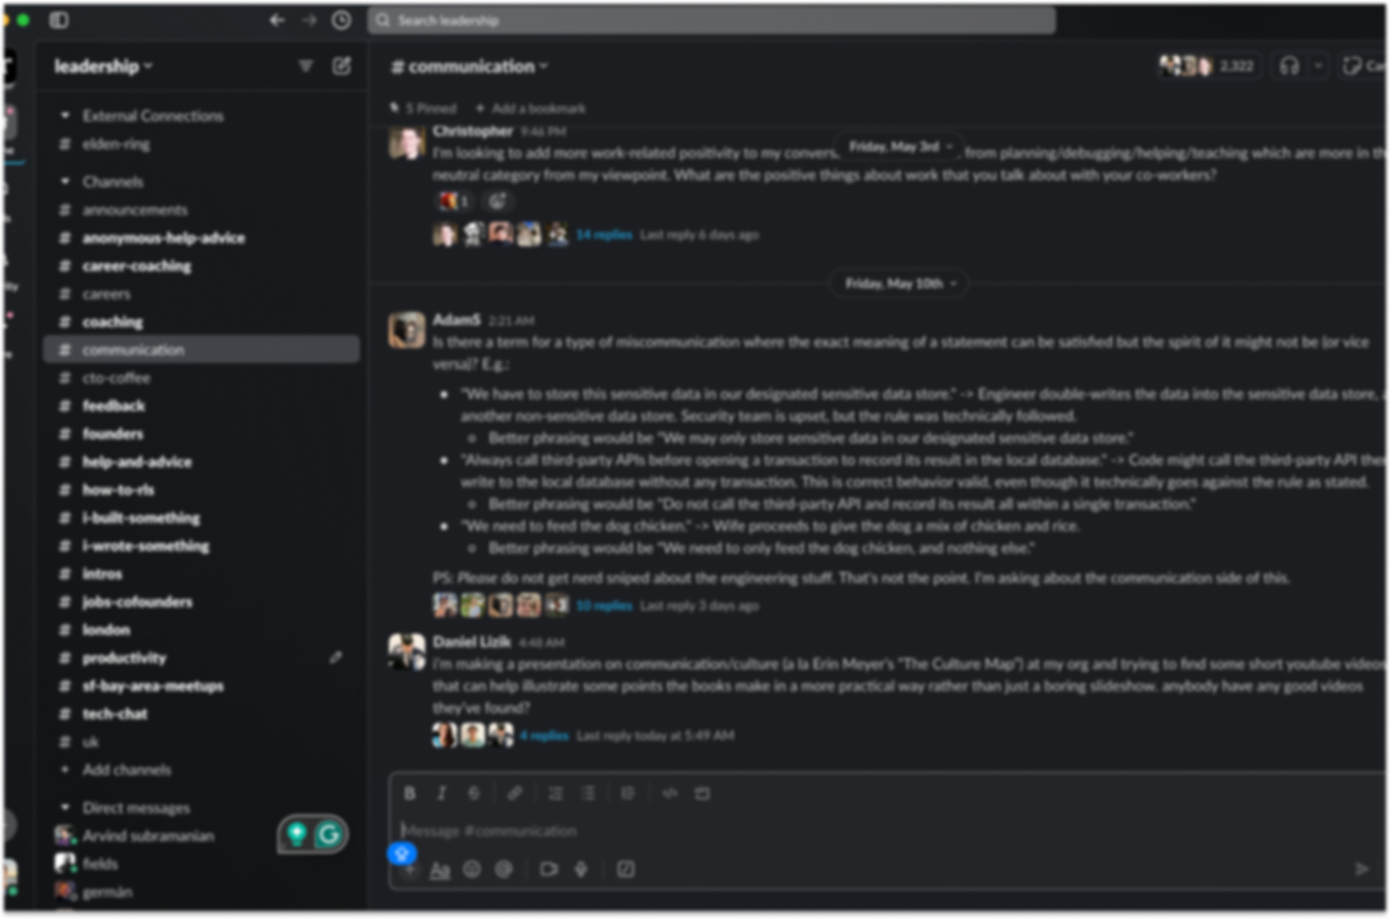 Search leadership
leadership
External Connections
# elden-ring
Channels
# announcements
# anonymous-help-advice
# career-coaching
# careers
# coaching
# communication
# cto-coffee
# feedback
# founders
# help-and-advice
# how-to-rls
# i-built-something
# i-wrote-something
# intros
# jobs-cofounders
# london
# productivity
# sf-bay-area-meetups
# tech-chat
# uk
+ Add channels
Direct messages
Arvind subramanian
fields
germán
# communication
2,322
5 Pinned + Add a bookmark
Christopher 9:46 PM
Friday, May 3rd
I'm looking to add more work-related positivity to my from planning/debugging/helping/teaching which are more in
neutral category from my viewpoint. What are the positive things about work that you talk about with your co-workers?
1
14 replies Last reply 6 days ago
Friday, May 10th
AdamS 2:21 AM
Is there a term for a type of miscommunication where the exact meaning of a statement can be satisfied but the spirit of it might not be (or vice
versa)? E.g.:
• "We have to store this sensitive data in our designated sensitive data store." -> Engineer double-writes the data into the sensitive data store,
another non-sensitive data store. Security team is upset, but the rule was technically followed.
◦ Better phrasing would be "We may only store sensitive data in our designated sensitive data store."
• "Always call third-party APIs before opening a transaction to record its result in the local database." -> Code might call the third-party API
write to the local database without any transaction. This is correct behavior valid, even though it technically goes against the rule as stated.
◦ Better phrasing would be "Do not call the third-party API and record its result all within a single transaction."
• "We need to feed the dog chicken." -> Wife proceeds to give the dog a mix of chicken and rice.
◦ Better phrasing would be "We need to only feed the dog chicken, and nothing else."
PS: Please do not get nerd sniped about the engineering stuff. That's not the point. I'm asking about the communication side of this.
+3 10 replies Last reply 3 days ago
Daniel Lizik 4:48 AM
i'm making a presentation on communication/culture (a la Erin Meyer's "The Culture Map") at my org and trying to find some short youtube videos
that can help illustrate some points the books make in a more practical way rather than just a boring slideshow. anybody have any good videos
they've found?
4 replies Last reply today at 5:49 AM
B I S
Message #communication
+ Aa